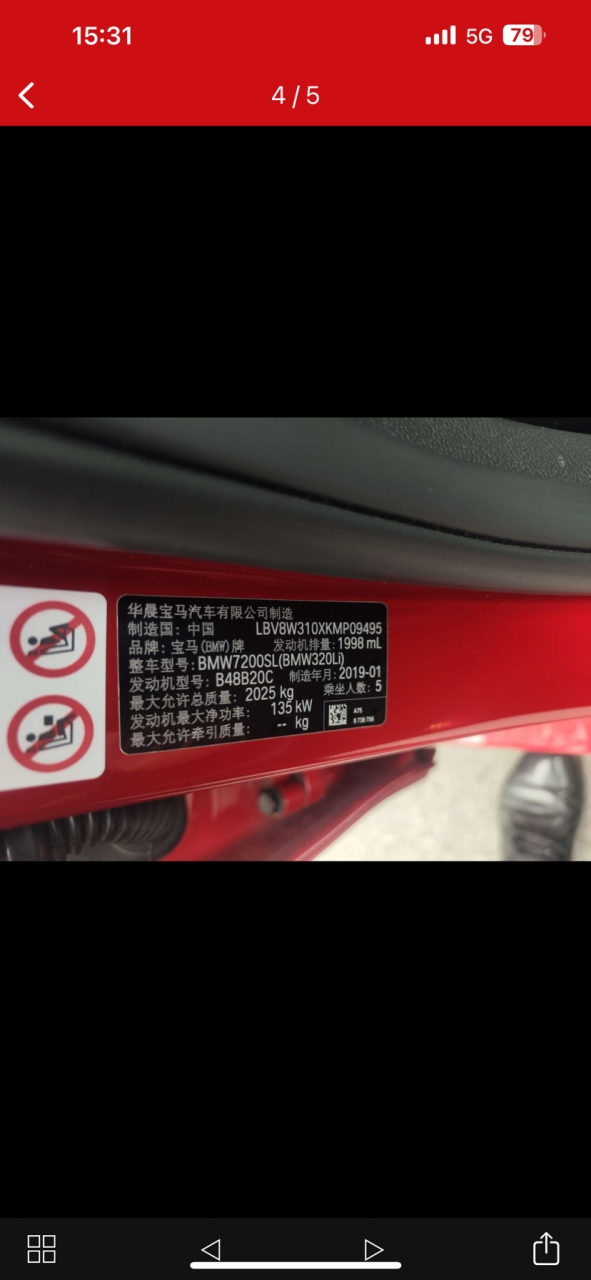 15:31
5G
79
4 / 5
华晨宝马汽车有限公司制造
制造国：中国 LBV8W310XKMP09495
品牌：宝马(BMW)牌 发动机排量：1998 mL
整车型号：BMW7200SL(BMW320Li)
发动机型号：B48B20C 制造年月：2019-01
最大允许总质量：2025 kg 乘坐人数：5
发动机最大净功率：135 kW
最大允许牵引质量：-- kg
A75